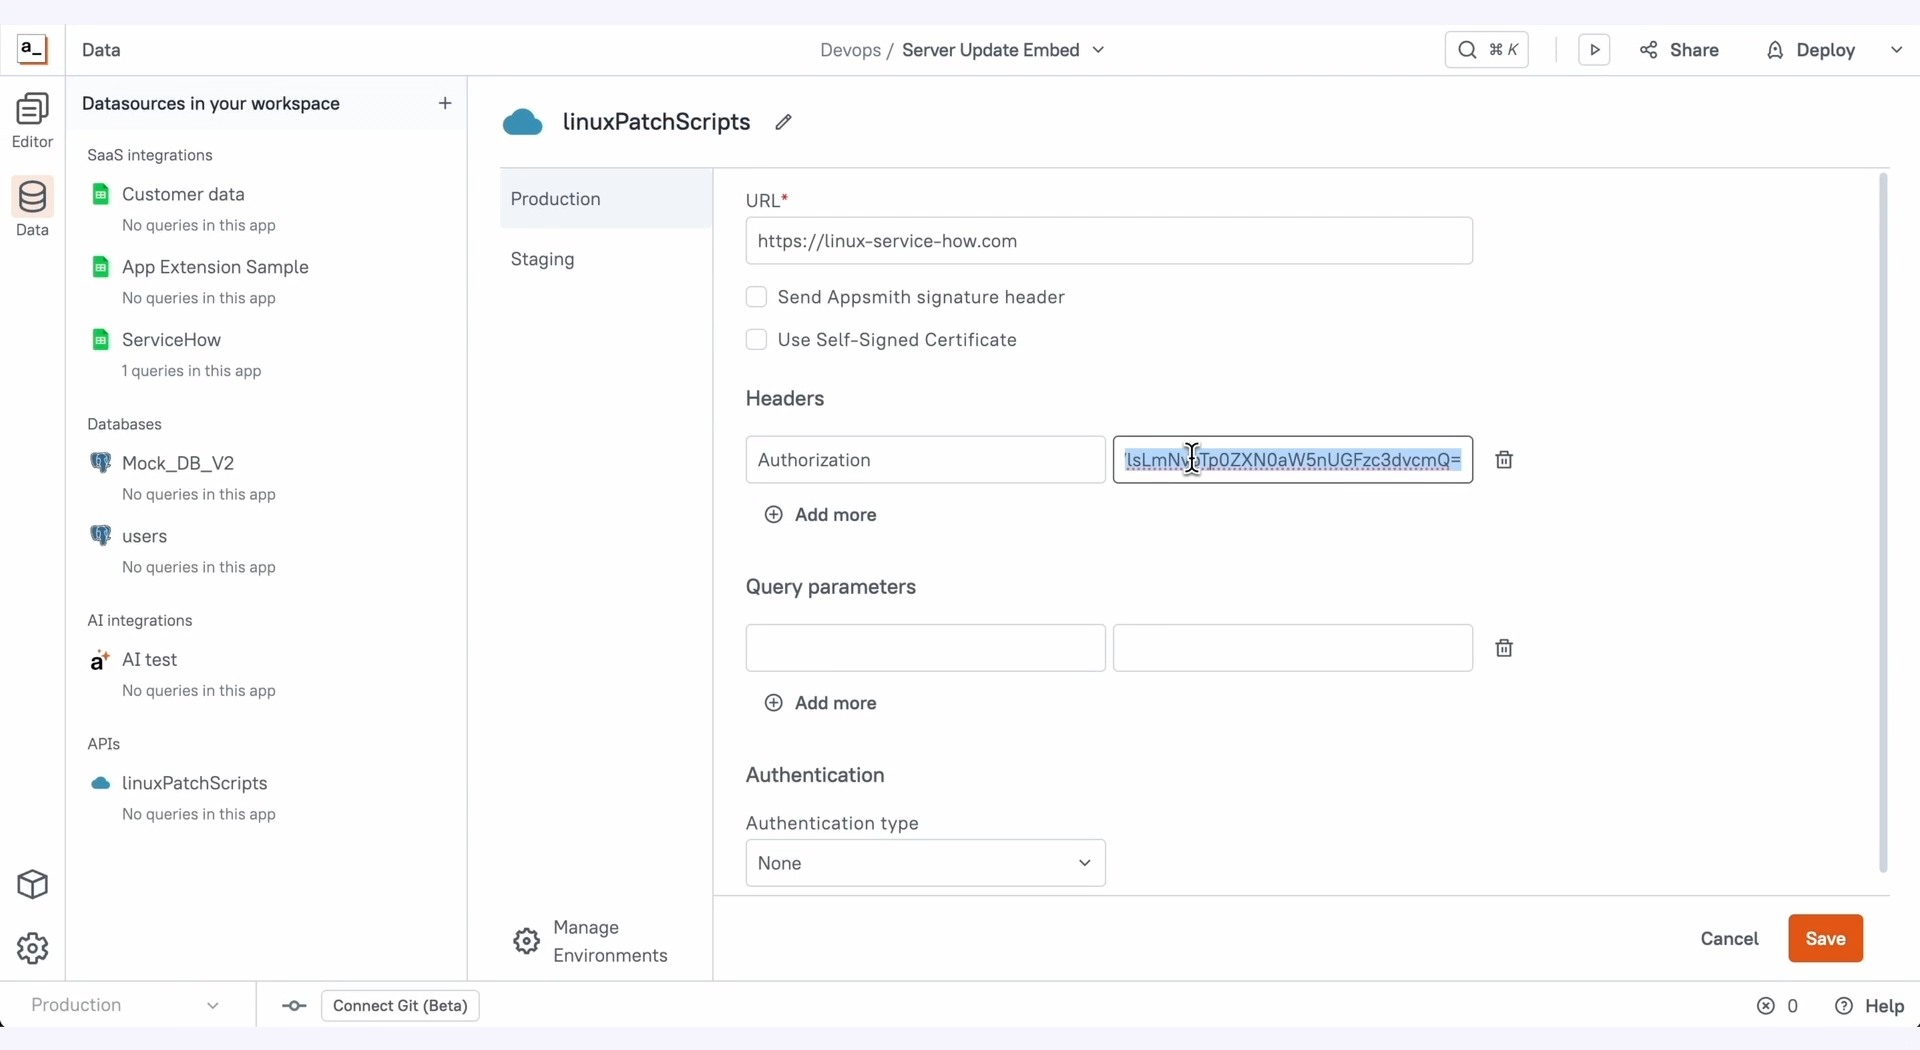 a_
Data
Devops / Server Update Embed
⌘ K
Share
Deploy
Editor
Data
Datasources in your workspace
SaaS integrations
Customer data
No queries in this app
App Extension Sample
No queries in this app
ServiceHow
1 queries in this app
Databases
Mock_DB_V2
No queries in this app
users
No queries in this app
AI integrations
AI test
No queries in this app
APIs
linuxPatchScripts
No queries in this app
linuxPatchScripts
Production
Staging
Manage
Environments
URL*
https://linux-service-how.com
Send Appsmith signature header
Use Self-Signed Certificate
Headers
Authorization
Add more
Query parameters
Add more
Authentication
Authentication type
None
Cancel
Save
Production
Connect Git (Beta)
0
Help